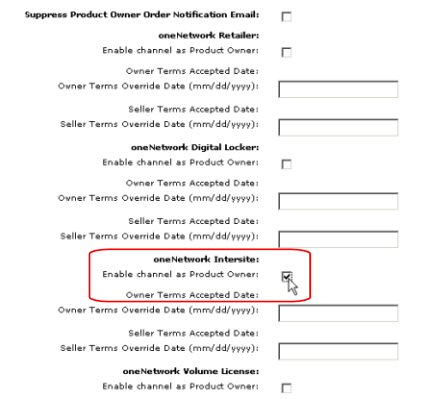 Suppress Product Owner Order Notification Email:
oneNetwork Retailer:
Enable channel as Product Owner:
Owner Terms Accepted Date:
Owner Terms Override Date (mm/dd/yyyy):
Seller Terms Accepted Date:
Seller Terms Override Date (mm/dd/yyyy):
oneNetwork Digital Locker:
Enable channel as Product Owner:
Owner Terms Accepted Date:
Owner Terms Override Date (mm/dd/yyyy):
Seller Terms Accepted Date:
Seller Terms Override Date (mm/dd/yyyy):
oneNetwork Intersite:
Enable channel as Product Owner:
Owner Terms Accepted Date:
Owner Terms Override Date (mm/dd/yyyy):
Seller Terms Accepted Date:
Seller Terms Override Date (mm/dd/yyyy):
oneNetwork Volume License:
Enable channel as Product Owner: